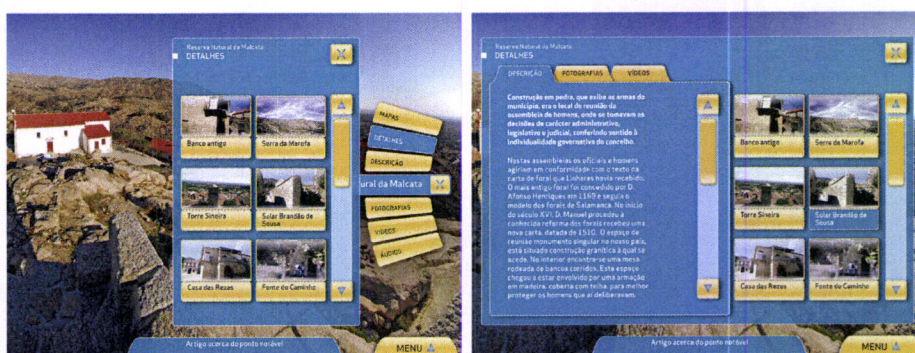 Reserva Natural da Malcata
DETALHES
Banco antigo
Serra da Marofa
Torre Sineira
Solar Brandão de
Sousa
Casa das Rezas
Fonte do Caminho
MAPAS
DETALHES
DESCRIÇÃO
ural da Malcata
FOTOGRAFIAS
VÍDEOS
ÁUDIOS
Artigo acerca do ponto notável
MENU
Reserva Natural da Malcata
DETALHES
DESCRIÇÃO
FOTOGRAFIAS
VÍDEOS
Construção em pedra, que exibe as armas do
município, era o local de reunião da
assembleia de homens, onde se tomavam as
decisões de carácter administrativo,
legislativo e judicial, conferindo sentido à
individualidade governativa do concelho.
Nestas assembleias os oficiais e homens
agiriam em conformidade com o texto da
carta de foral que Linhares havia recebido.
O mais antigo foral foi concedido por D.
Afonso Henriques em 1169 e seguia o
modelo dos forais de Salamanca. No início
do século XVI, D. Manuel procedeu à
conhecida reforma dos forais recebeu uma
nova carta, datada de 1510. O espaço de
reunião monumento singular no nosso país,
está situado construção granítica à qual se
acede. No interior encontra-se uma mesa
rodeada de bancos corridos. Este espaço
chegou a estar envolvido por uma armação
em madeira, coberta com telha, para melhor
proteger os homens que aí deliberavam.
Banco antigo
Serra da Marofa
Torre Sineira
Solar Brandão de
Sousa
Casa das Rezas
Fonte do Caminho
Artigo acerca do ponto notável
MENU